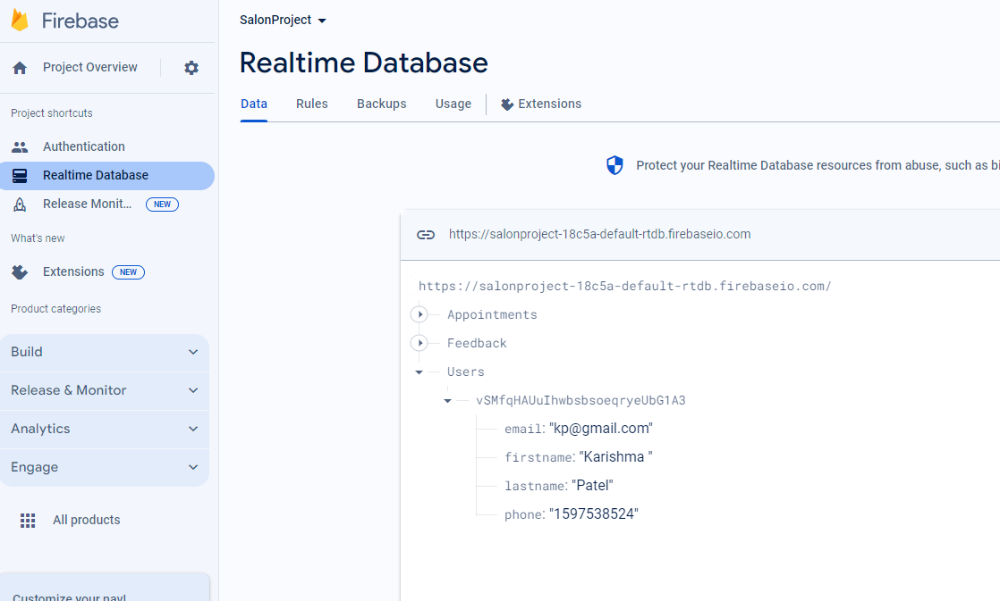 Firebase
Project Overview
Project shortcuts
Authentication
Realtime Database
Release Monit... NEW
What's new
Extensions NEW
Product categories
Build
Release & Monitor
Analytics
Engage
All products
Customize your nav!
SalonProject
Realtime Database
Data Rules Backups Usage Extensions
Protect your Realtime Database resources from abuse, such as bi
https://salonproject-18c5a-default-rtdb.firebaseio.com
https://salonproject-18c5a-default-rtdb.firebaseio.com/
Appointments
Feedback
Users
vSMfqHAUuIhwbsbsoeqryeUbG1A3
email: "kp@gmail.com"
firstname: "Karishma "
lastname: "Patel"
phone: "1597538524"